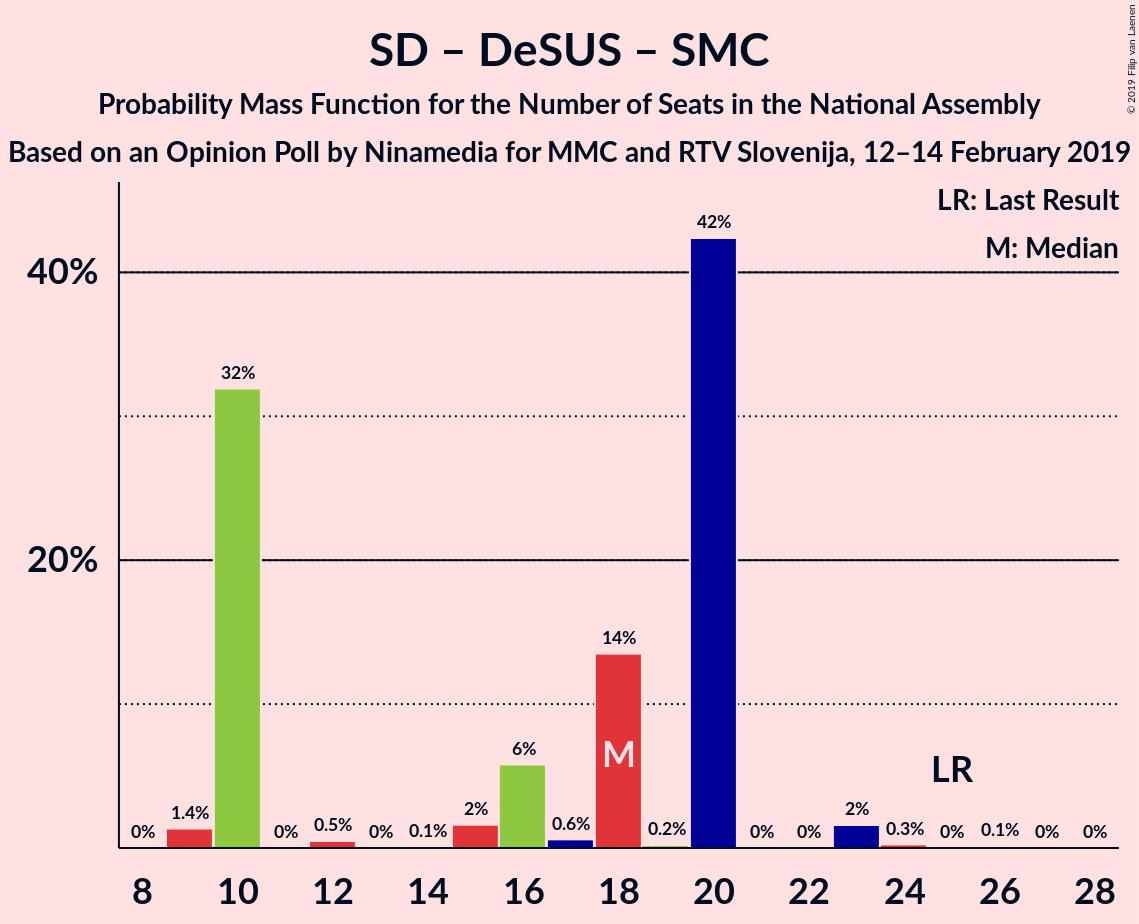 © 2019 Filip van Laenen
SD – DeSUS – SMC
Probability Mass Function for the Number of Seats in the National Assembly
Based on an Opinion Poll by Ninamedia for MMC and RTV Slovenija, 12–14 February 2019
LR: Last Result
M: Median
40%
20%
0%
1.4%
32%
0%
0.5%
0%
0.1%
2%
6%
0.6%
14%
0.2%
42%
0%
0%
2%
0.3%
0%
0.1%
0%
0%
M
LR
8 10 12 14 16 18 20 22 24 26 28